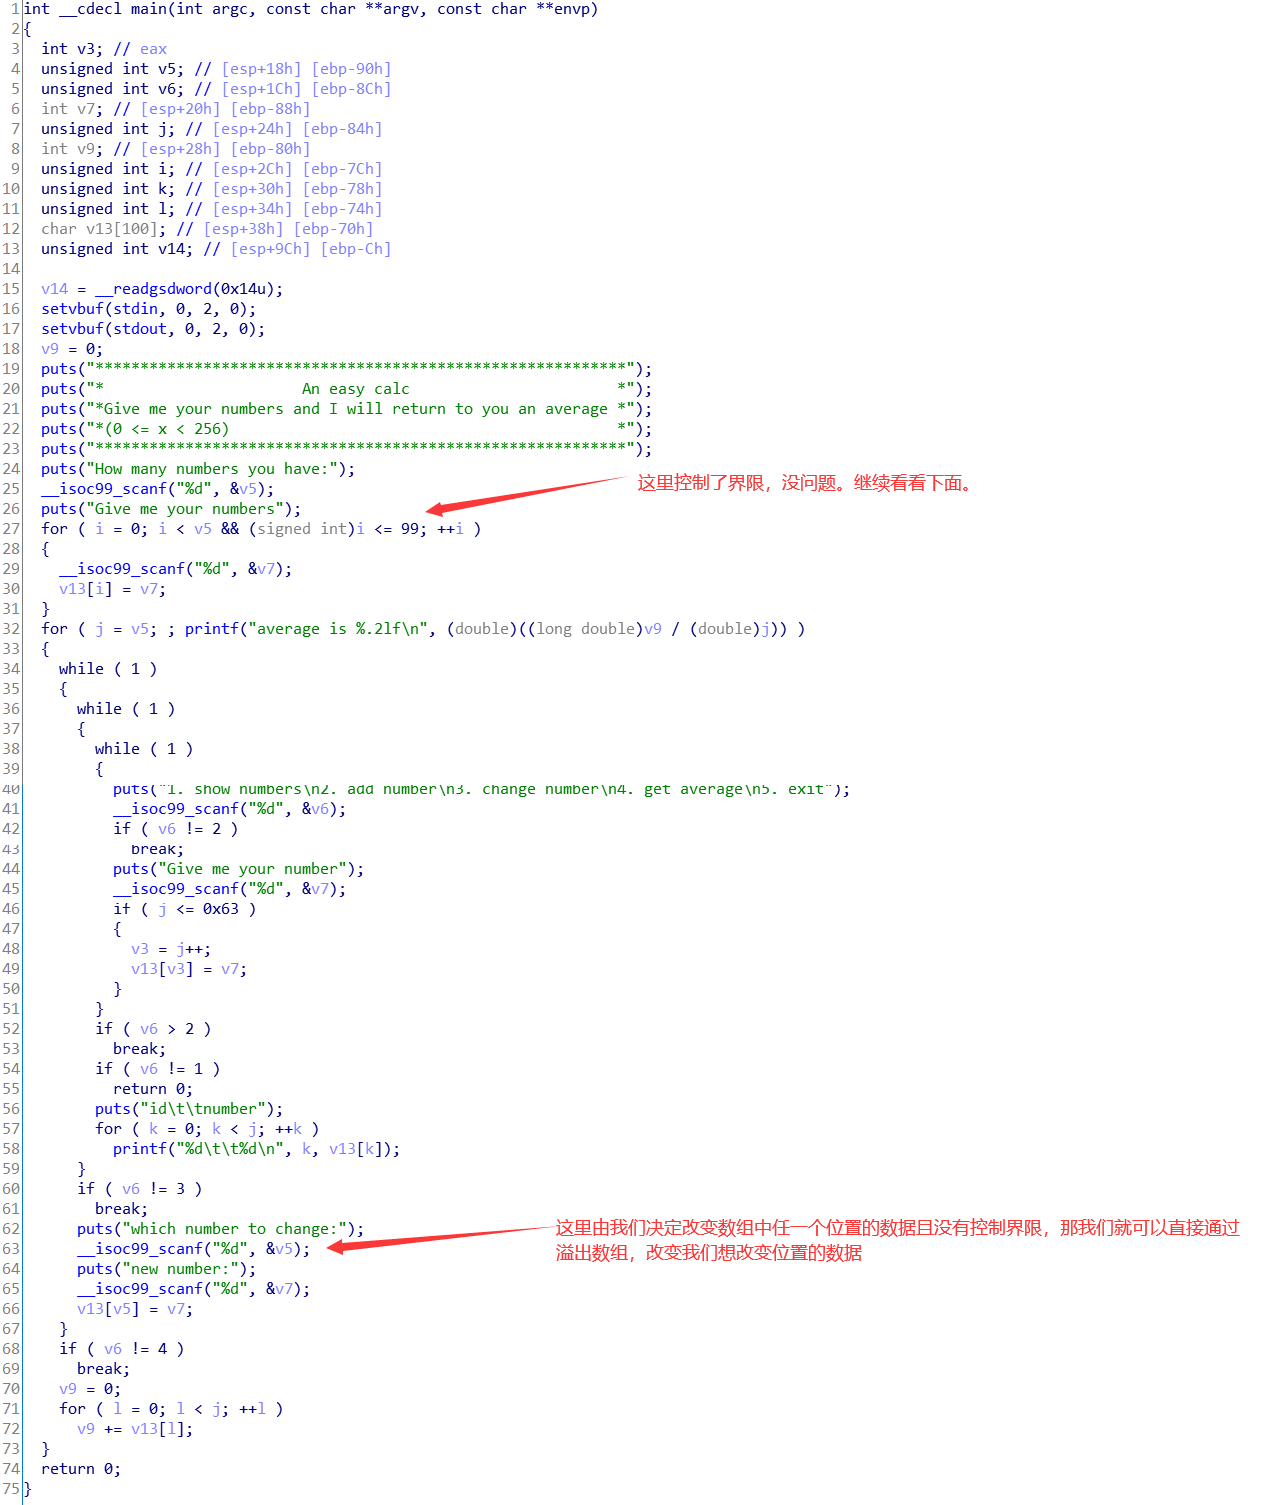 1 int __cdecl main(int argc, const char **argv, const char **envp)
2 {
3   int v3; // eax
4   unsigned int v5; // [esp+18h] [ebp-90h]
5   unsigned int v6; // [esp+1Ch] [ebp-8Ch]
6   int v7; // [esp+20h] [ebp-88h]
7   unsigned int j; // [esp+24h] [ebp-84h]
8   int v9; // [esp+28h] [ebp-80h]
9   unsigned int i; // [esp+2Ch] [ebp-7Ch]
10   unsigned int k; // [esp+30h] [ebp-78h]
11   unsigned int l; // [esp+34h] [ebp-74h]
12   char v13[100]; // [esp+38h] [ebp-70h]
13   unsigned int v14; // [esp+9Ch] [ebp-Ch]
14
15   v14 = __readgsdword(0x14u);
16   setvbuf(stdin, 0, 2, 0);
17   setvbuf(stdout, 0, 2, 0);
18   v9 = 0;
19   puts("***********************************************************");
20   puts("*                      An easy calc                       *");
21   puts("*Give me your numbers and I will return to you an average *");
22   puts("*(0 <= x < 256)                                           *");
23   puts("***********************************************************");
24   puts("How many numbers you have:");
这里控制了界限，没问题。继续看看下面。
25   __isoc99_scanf("%d", &v5);
26   puts("Give me your numbers");
27   for ( i = 0; i < v5 && (signed int)i <= 99; ++i )
28   {
29     __isoc99_scanf("%d", &v7);
30     v13[i] = v7;
31   }
32   for ( j = v5; ; printf("average is %.2lf\n", (double)((long double)v9 / (double)j)) )
33   {
34     while ( 1 )
35     {
36       while ( 1 )
37       {
38         while ( 1 )
39         {
40           puts("1. show numbers\n2. add number\n3. change number\n4. get average\n5. exit");
41           __isoc99_scanf("%d", &v6);
42           if ( v6 != 2 )
43             break;
44           puts("Give me your number");
45           __isoc99_scanf("%d", &v7);
46           if ( j <= 0x63 )
47           {
48             v3 = j++;
49             v13[v3] = v7;
50           }
51         }
52         if ( v6 > 2 )
53           break;
54         if ( v6 != 1 )
55           return 0;
56         puts("id\t\tnumber");
57         for ( k = 0; k < j; ++k )
58           printf("%d\t\t%d\n", k, v13[k]);
59       }
60       if ( v6 != 3 )
61         break;
62       puts("which number to change:");
这里由我们决定改变数组中任一个位置的数据且没有控制界限，那我们就可以直接通过
63       __isoc99_scanf("%d", &v5);
溢出数组，改变我们想改变位置的数据
64       puts("new number:");
65       __isoc99_scanf("%d", &v7);
66       v13[v5] = v7;
67     }
68     if ( v6 != 4 )
69       break;
70     v9 = 0;
71     for ( l = 0; l < j; ++l )
72       v9 += v13[l];
73   }
74   return 0;
75 }